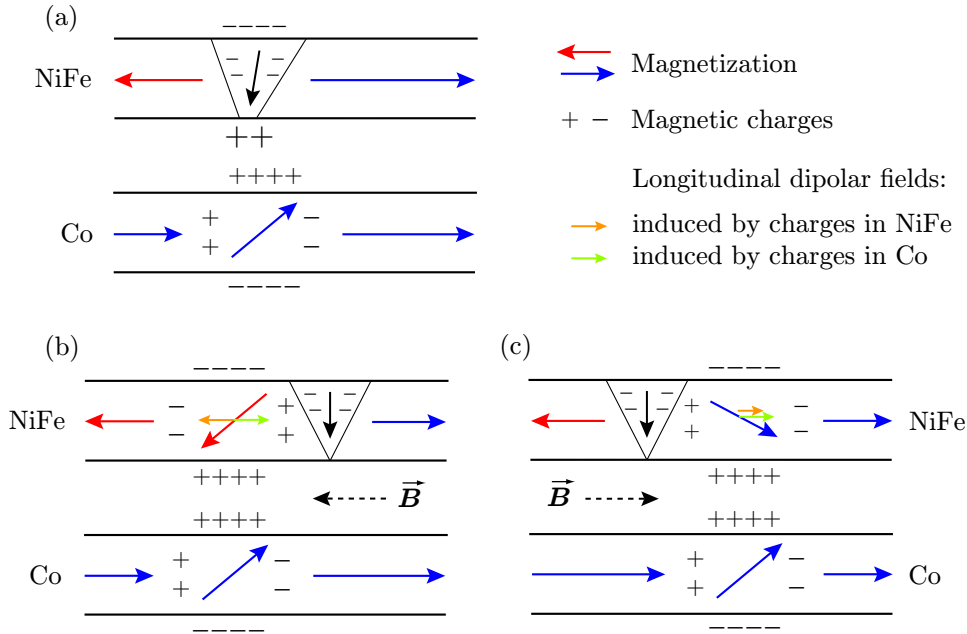 (a)
−−−−
NiFe
− −
− −
++
++++
Co
+ −
+ −
−−−−
Magnetization
+ − Magnetic charges
Longitudinal dipolar fields:
induced by charges in NiFe
induced by charges in Co
(b)
−−−−
NiFe
− + − −
− + − −
++++
B
++++
Co
+ −
+ −
−−−−
(c)
−−−−
− − + − NiFe
− − + −
++++
B
++++
+ − Co
+ −
−−−−